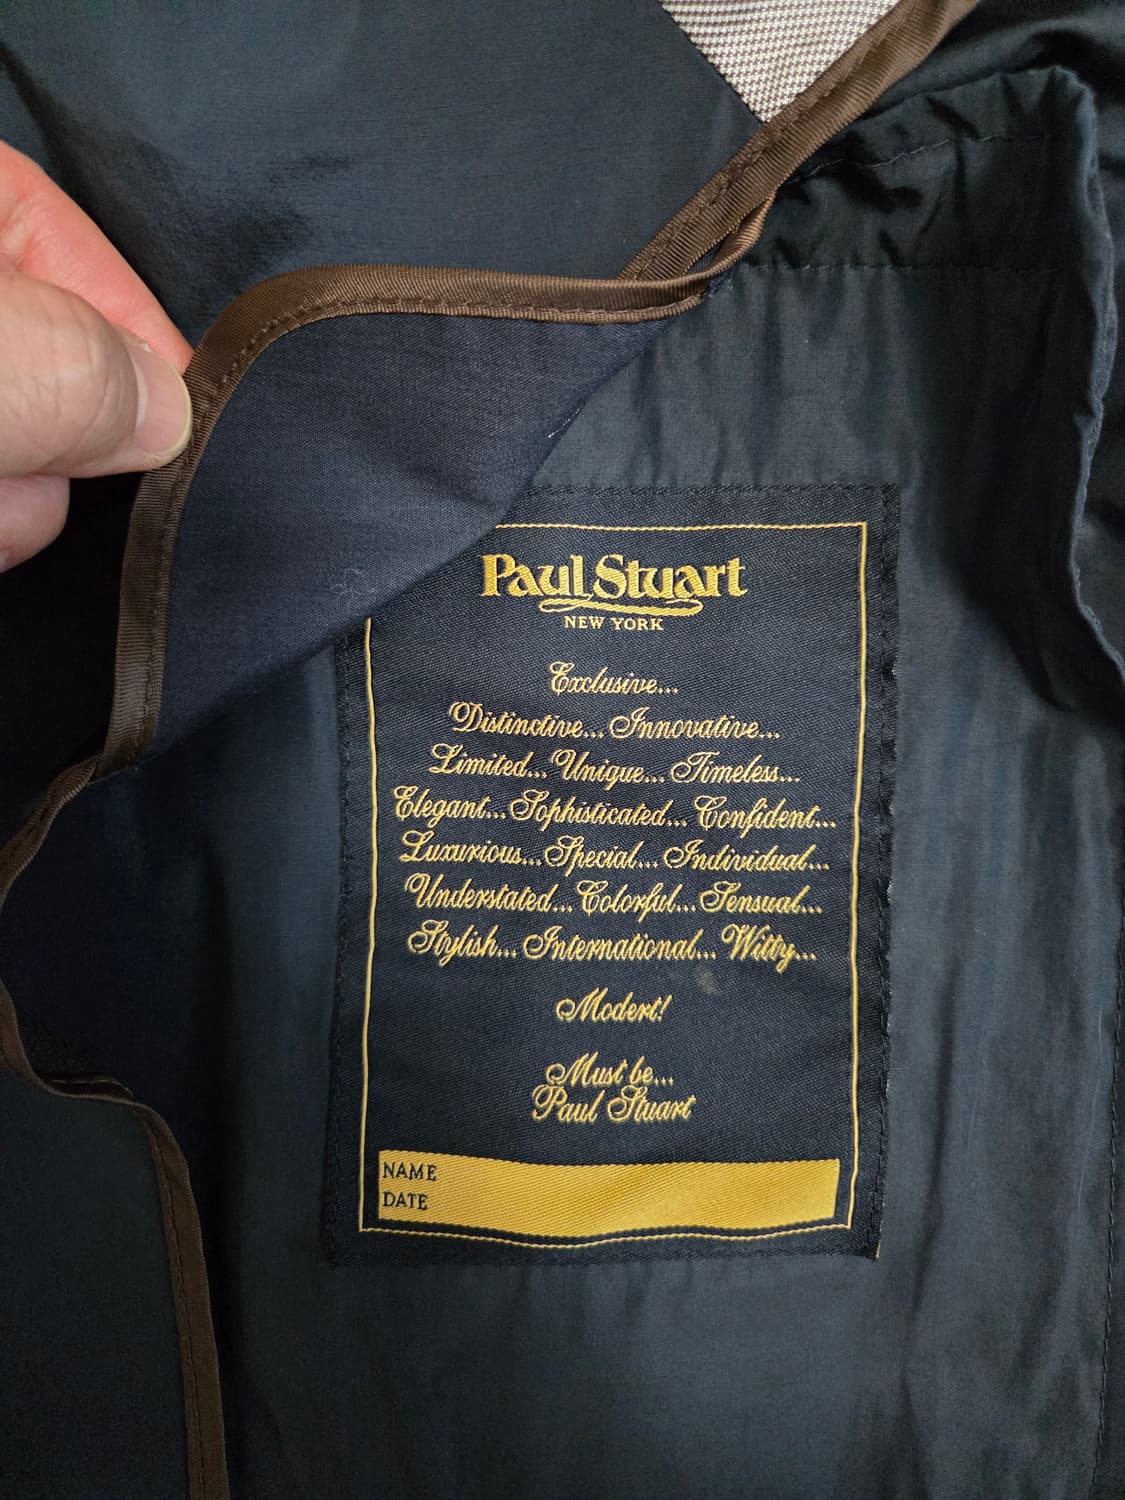 Paul Stuart
NEW YORK
Exclusive...
Distinctive... Innovative...
Limited... Unique... Timeless...
Elegant... Sophisticated... Confident...
Luxurious... Special... Individual...
Understated... Colorful... Sensual...
Stylish... International... Witty...
Modert!
Must be...
Paul Stuart
NAME
DATE